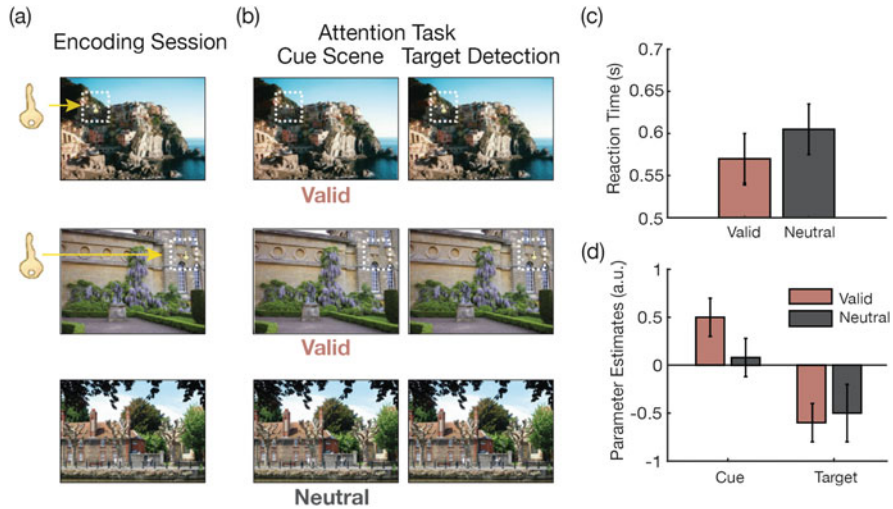 (a)
Encoding Session
(b)
Attention Task
Cue Scene
Target Detection
Valid
Valid
Neutral
(c)
Reaction Time (s)
0.7
0.65
0.6
0.55
0.5
Valid
Neutral
(d)
Parameter Estimates (a.u.)
1
0.5
0
-0.5
-1
Valid
Neutral
Cue
Target